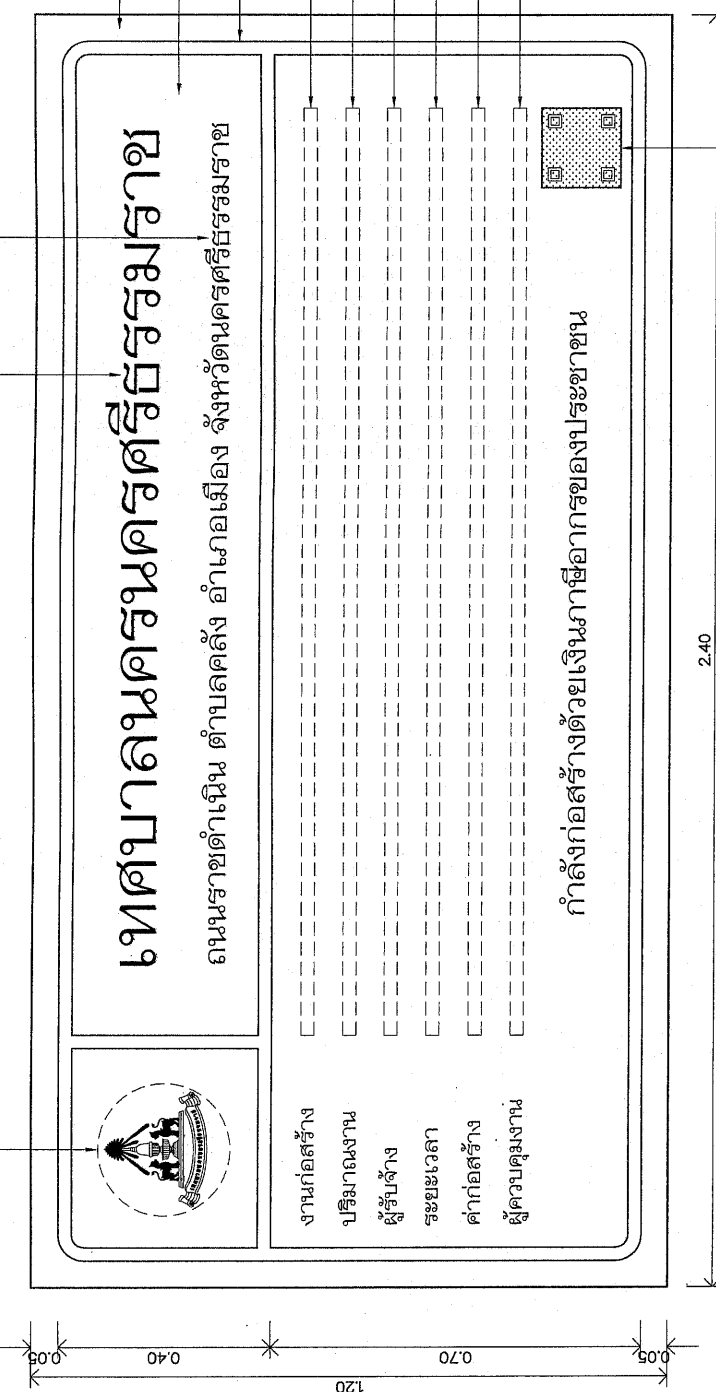 เทศบาลนครนครศรีธรรมราช
ถนนราชดำเนิน ตำบลคลัง อำเภอเมือง จังหวัดนครศรีธรรมราช
งานก่อสร้าง
ปริมาณงาน
ผู้รับจ้าง
ระยะเวลา
ค่าก่อสร้าง
ผู้ควบคุมงาน
กำลังก่อสร้างด้วยเงินภาษีอากรของประชาชน
0.05
0.40
0.70
0.05
1.20
2.40